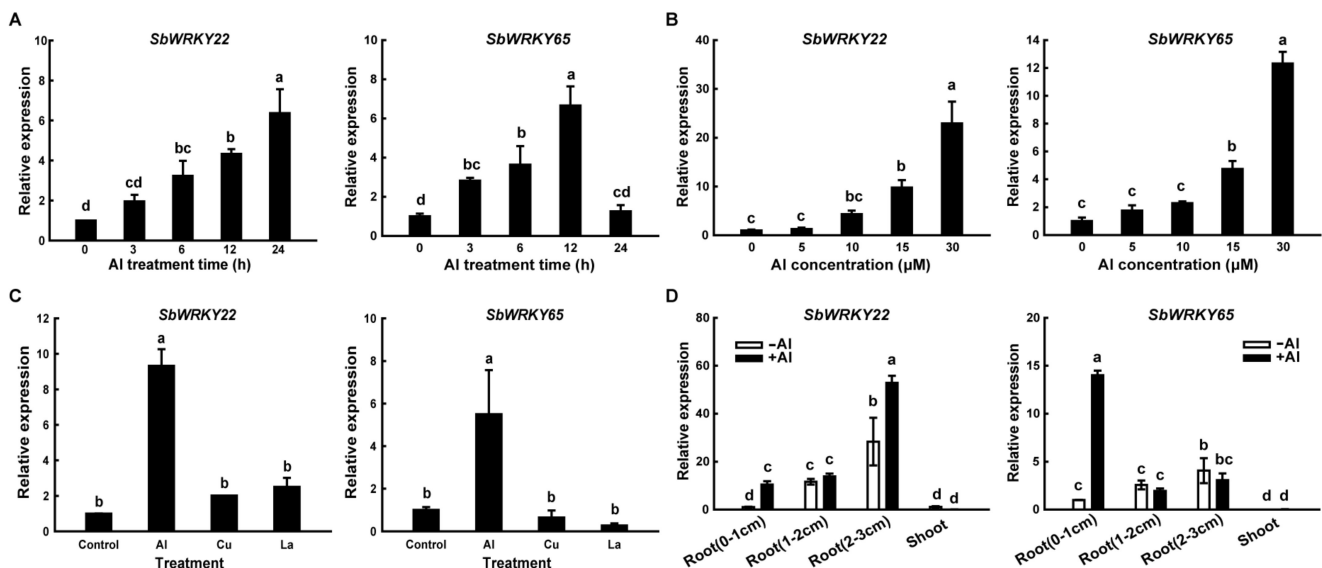 A
SbWRKY22
Relative expression
10
8
6
4
2
0
d
cd
bc
b
a
0 3 6 12 24
Al treatment time (h)
SbWRKY65
Relative expression
10
8
6
4
2
0
d
bc
b
a
cd
0 3 6 12 24
Al treatment time (h)
B
SbWRKY22
Relative expression
40
30
20
10
0
c
c
bc
b
a
0 5 10 15 30
Al concentration (µM)
SbWRKY65
Relative expression
14
12
10
8
6
4
2
0
c
c
c
b
a
0 5 10 15 30
Al concentration (µM)
C
SbWRKY22
Relative expression
12
10
8
6
4
2
0
b
a
b
b
Control Al Cu La
Treatment
SbWRKY65
Relative expression
10
8
6
4
2
0
b
a
b
b
Control Al Cu La
Treatment
D
SbWRKY22
–Al
+Al
Relative expression
80
60
40
20
0
d c c c b a d d
Root(0-1cm)
Root(1-2cm)
Root(2-3cm)
Shoot
SbWRKY65
–Al
+Al
Relative expression
20
15
10
5
0
c a c c b bc d d
Root(0-1cm)
Root(1-2cm)
Root(2-3cm)
Shoot